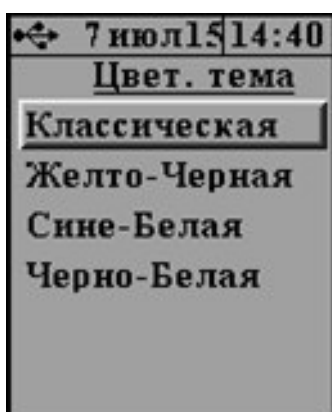 7 июл15 14:40
Цвет. тема
Классическая
Желто-Черная
Сине-Белая
Черно-Белая